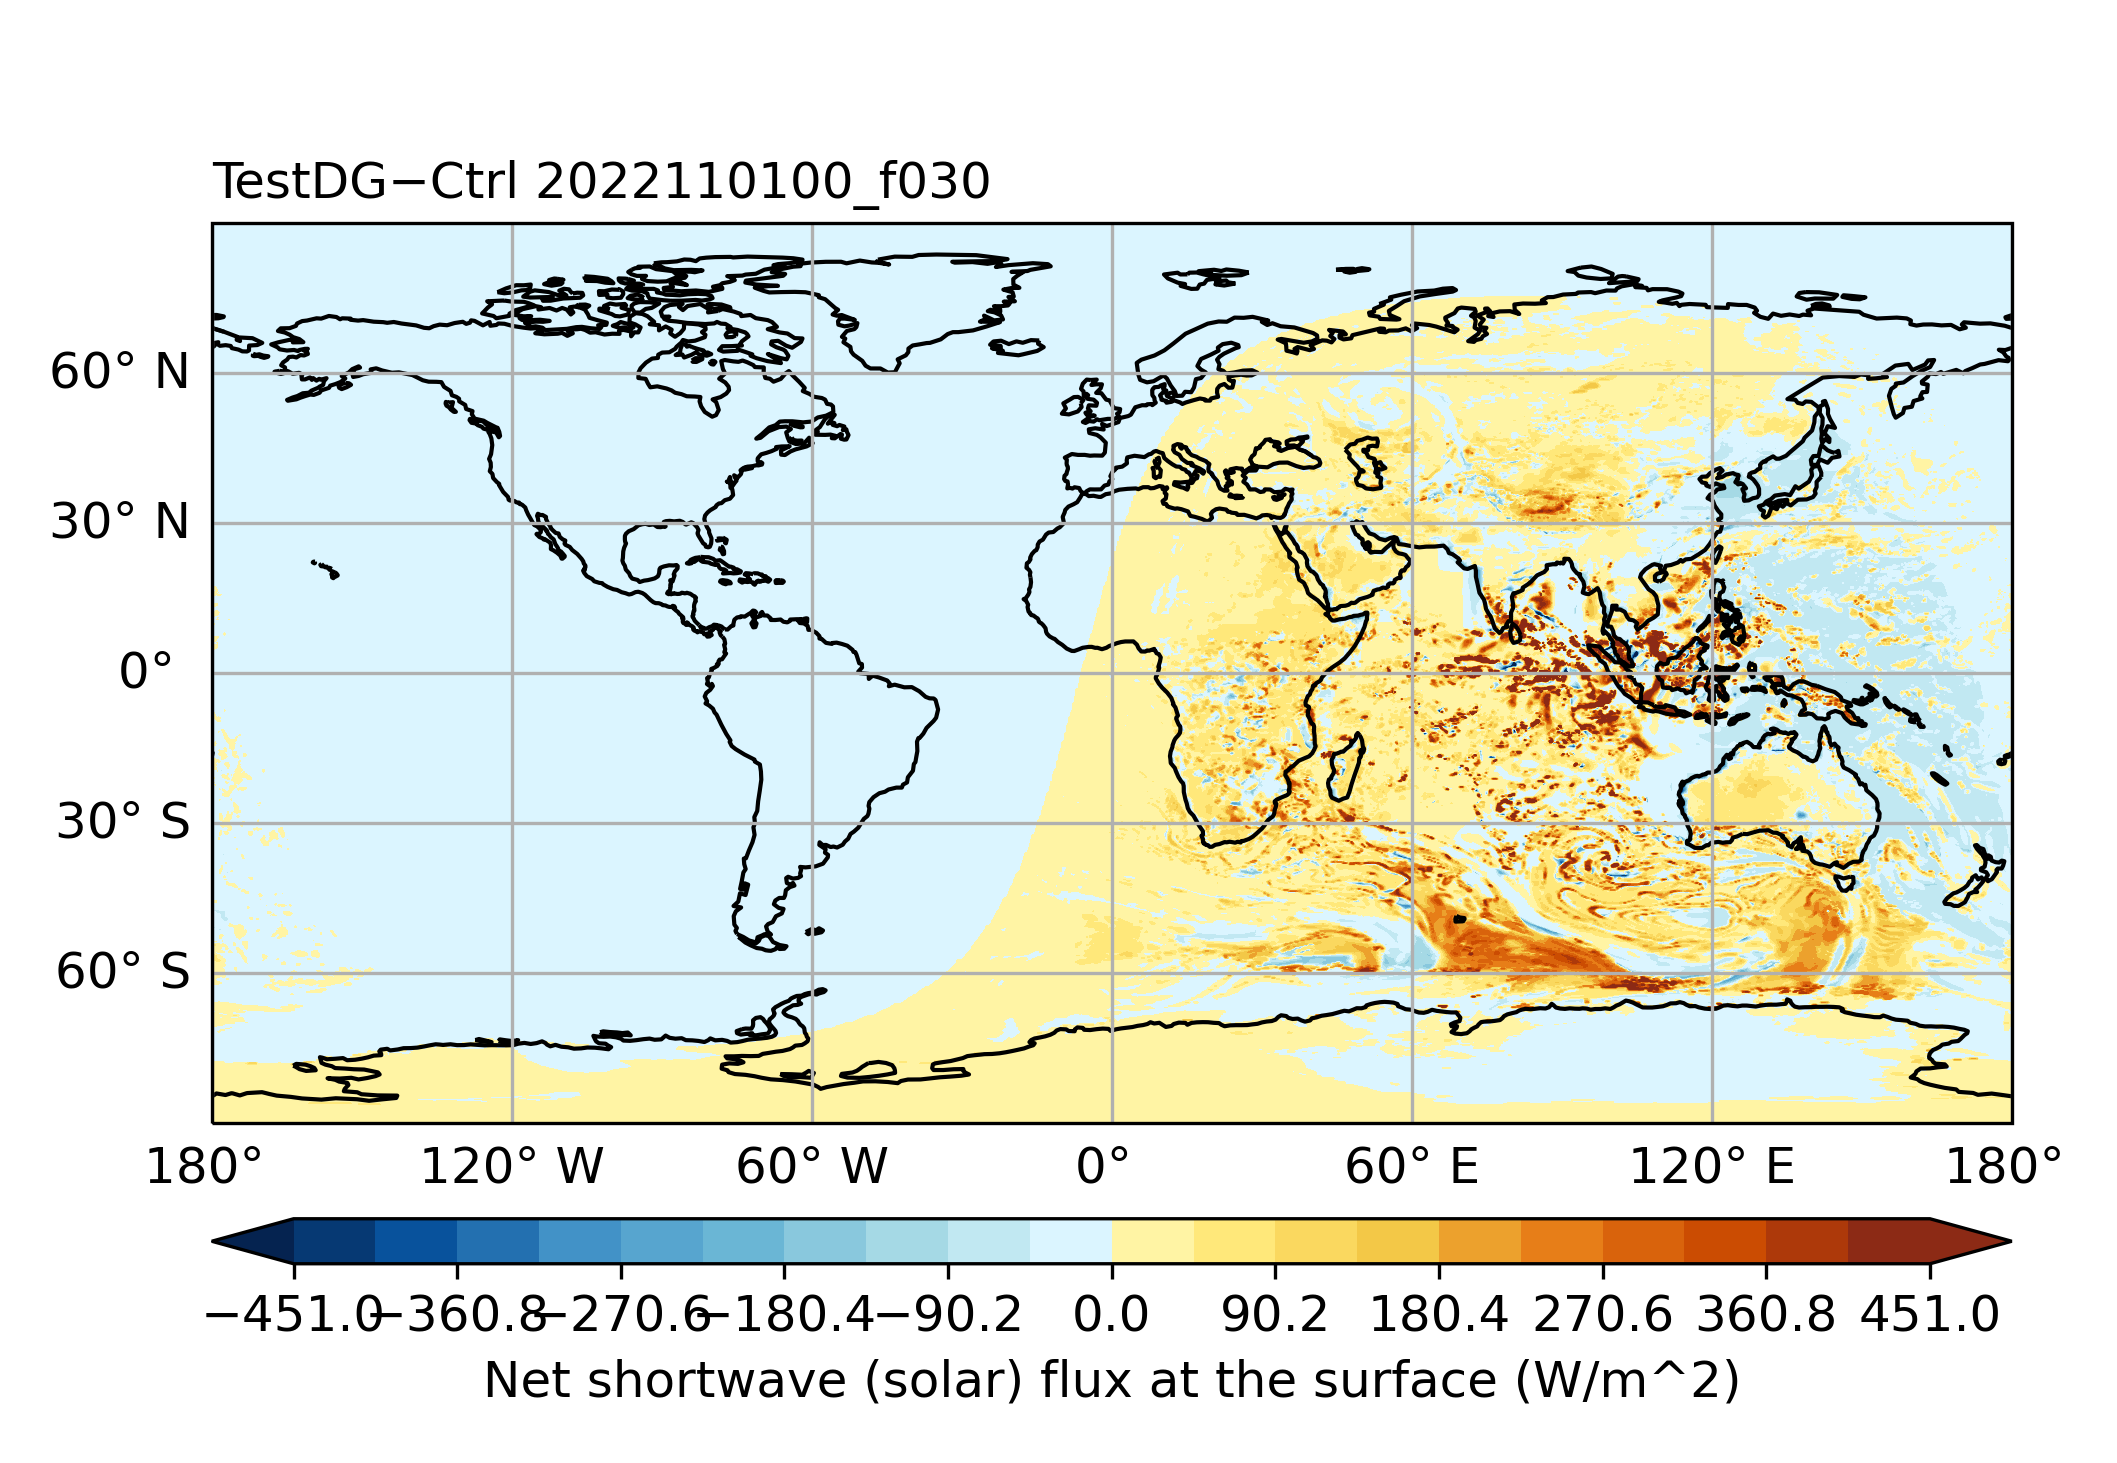 TestDG−Ctrl 2022110100_f030
60° N
30° N
0°
30° S
60° S
180° 120° W 60° W 0° 60° E 120° E 180°
−451.0 −360.8 −270.6 −180.4 −90.2 0.0 90.2 180.4 270.6 360.8 451.0
Net shortwave (solar) flux at the surface (W/m^2)